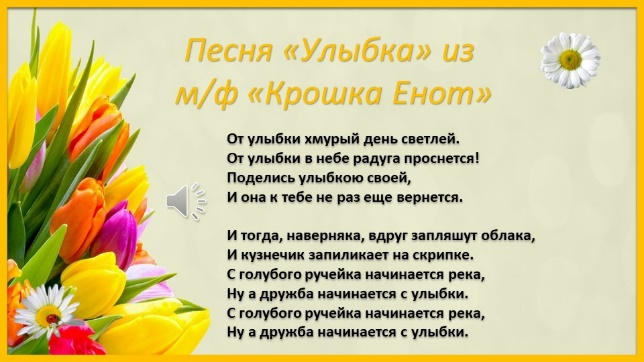 Песня «Улыбка» из
м/ф «Крошка Енот»
От улыбки хмурый день светлей.
От улыбки в небе радуга проснется!
Поделись улыбкою своей,
И она к тебе не раз еще вернется.
И тогда, наверняка, вдруг запляшут облака,
И кузнечик запиликает на скрипке.
С голубого ручейка начинается река,
Ну а дружба начинается с улыбки.
С голубого ручейка начинается река,
Ну а дружба начинается с улыбки.